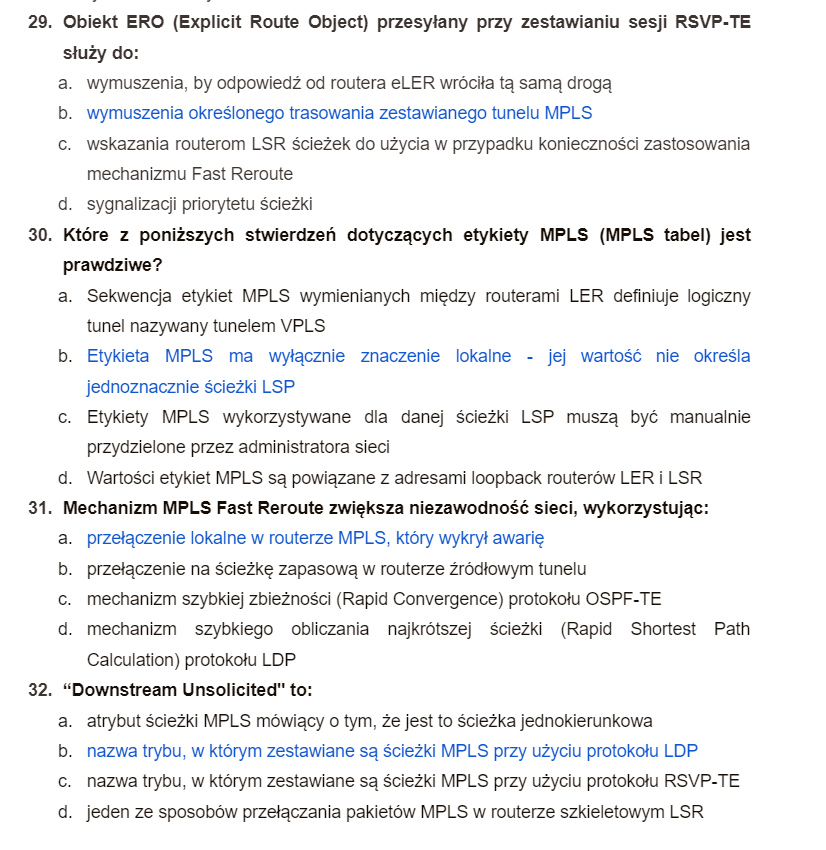 29. Obiekt ERO (Explicit Route Object) przesyłany przy zestawianiu sesji RSVP-TE
służy do:
a. wymuszenia, by odpowiedź od routera eLER wróciła tą samą drogą
b. wymuszenia określonego trasowania zestawianego tunelu MPLS
c. wskazania routerom LSR ścieżek do użycia w przypadku konieczności zastosowania
mechanizmu Fast Reroute
d. sygnalizacji priorytetu ścieżki
30. Które z poniższych stwierdzeń dotyczących etykiety MPLS (MPLS tabel) jest
prawdziwe?
a. Sekwencja etykiet MPLS wymienianych między routerami LER definiuje logiczny
tunel nazywany tunelem VPLS
b. Etykieta MPLS ma wyłącznie znaczenie lokalne - jej wartość nie określa
jednoznacznie ścieżki LSP
c. Etykiety MPLS wykorzystywane dla danej ścieżki LSP muszą być manualnie
przydzielone przez administratora sieci
d. Wartości etykiet MPLS są powiązane z adresami loopback routerów LER i LSR
31. Mechanizm MPLS Fast Reroute zwiększa niezawodność sieci, wykorzystując:
a. przełączenie lokalne w routerze MPLS, który wykrył awarię
b. przełączenie na ścieżkę zapasową w routerze źródłowym tunelu
c. mechanizm szybkiej zbieżności (Rapid Convergence) protokołu OSPF-TE
d. mechanizm szybkiego obliczania najkrótszej ścieżki (Rapid Shortest Path
Calculation) protokołu LDP
32. “Downstream Unsolicited" to:
a. atrybut ścieżki MPLS mówiący o tym, że jest to ścieżka jednokierunkowa
b. nazwa trybu, w którym zestawiane są ścieżki MPLS przy użyciu protokołu LDP
c. nazwa trybu, w którym zestawiane są ścieżki MPLS przy użyciu protokołu RSVP-TE
d. jeden ze sposobów przełączania pakietów MPLS w routerze szkieletowym LSR